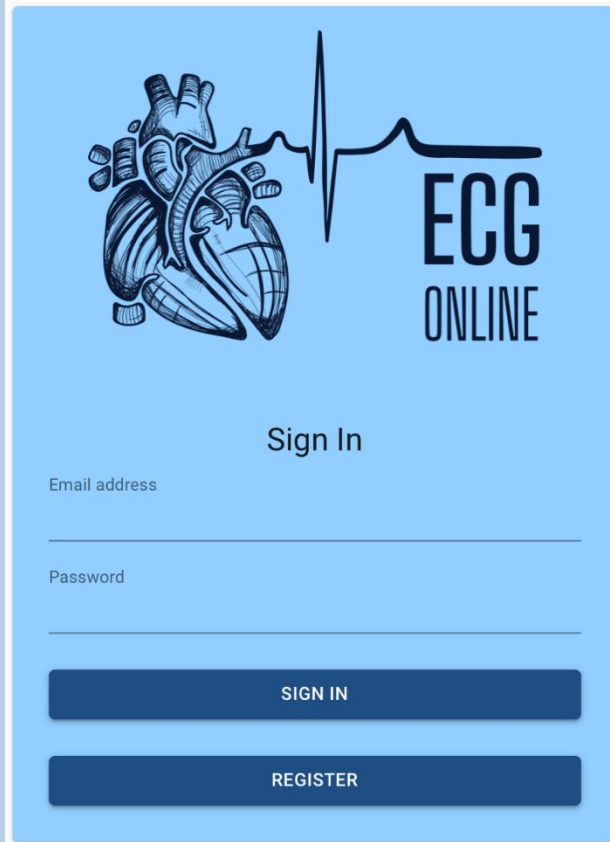 ECG
ONLINE
Sign In
Email address
Password
SIGN IN
REGISTER